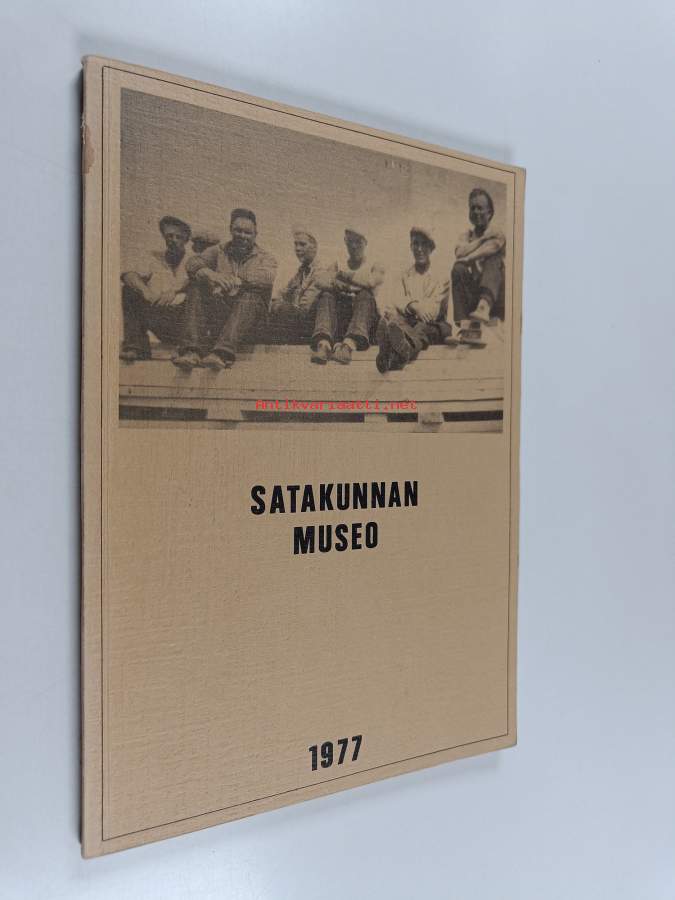 Antikvariaatti.net
SATAKUNNAN
MUSEO
1977